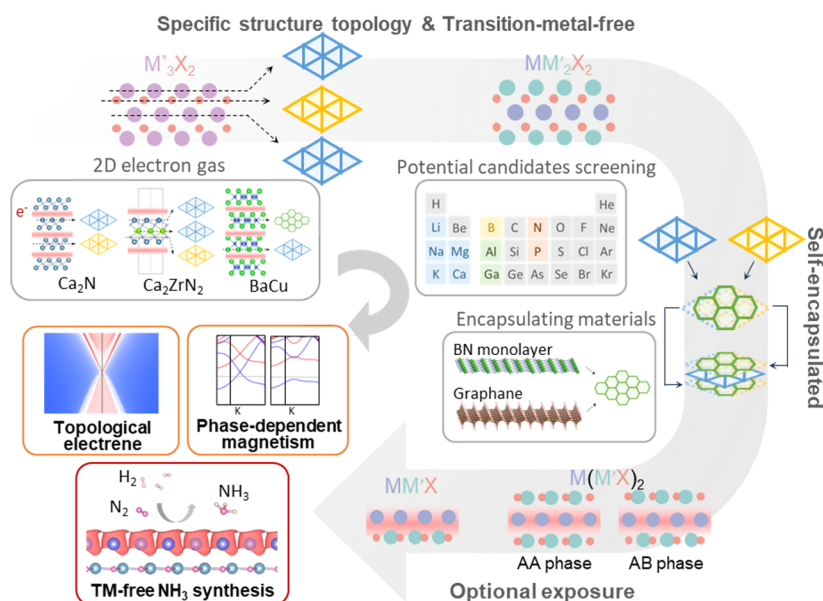 Specific structure topology & Transition-metal-free
M*3X2
MM'2X2
2D electron gas
Potential candidates screening
e-
Ca2N
Ca2ZrN2
BaCu
H He
Li Be B C N O F Ne
Na Mg Al Si P S Cl Ar
K Ca Ga Ge As Se Br Kr
Self-encapsulated
Encapsulating materials
BN monolayer
Graphane
K
K
Topological
electrene
Phase-dependent
magnetism
H2
N2
NH3
TM-free NH3 synthesis
MM'X
M(M'X)2
AA phase
AB phase
Optional exposure